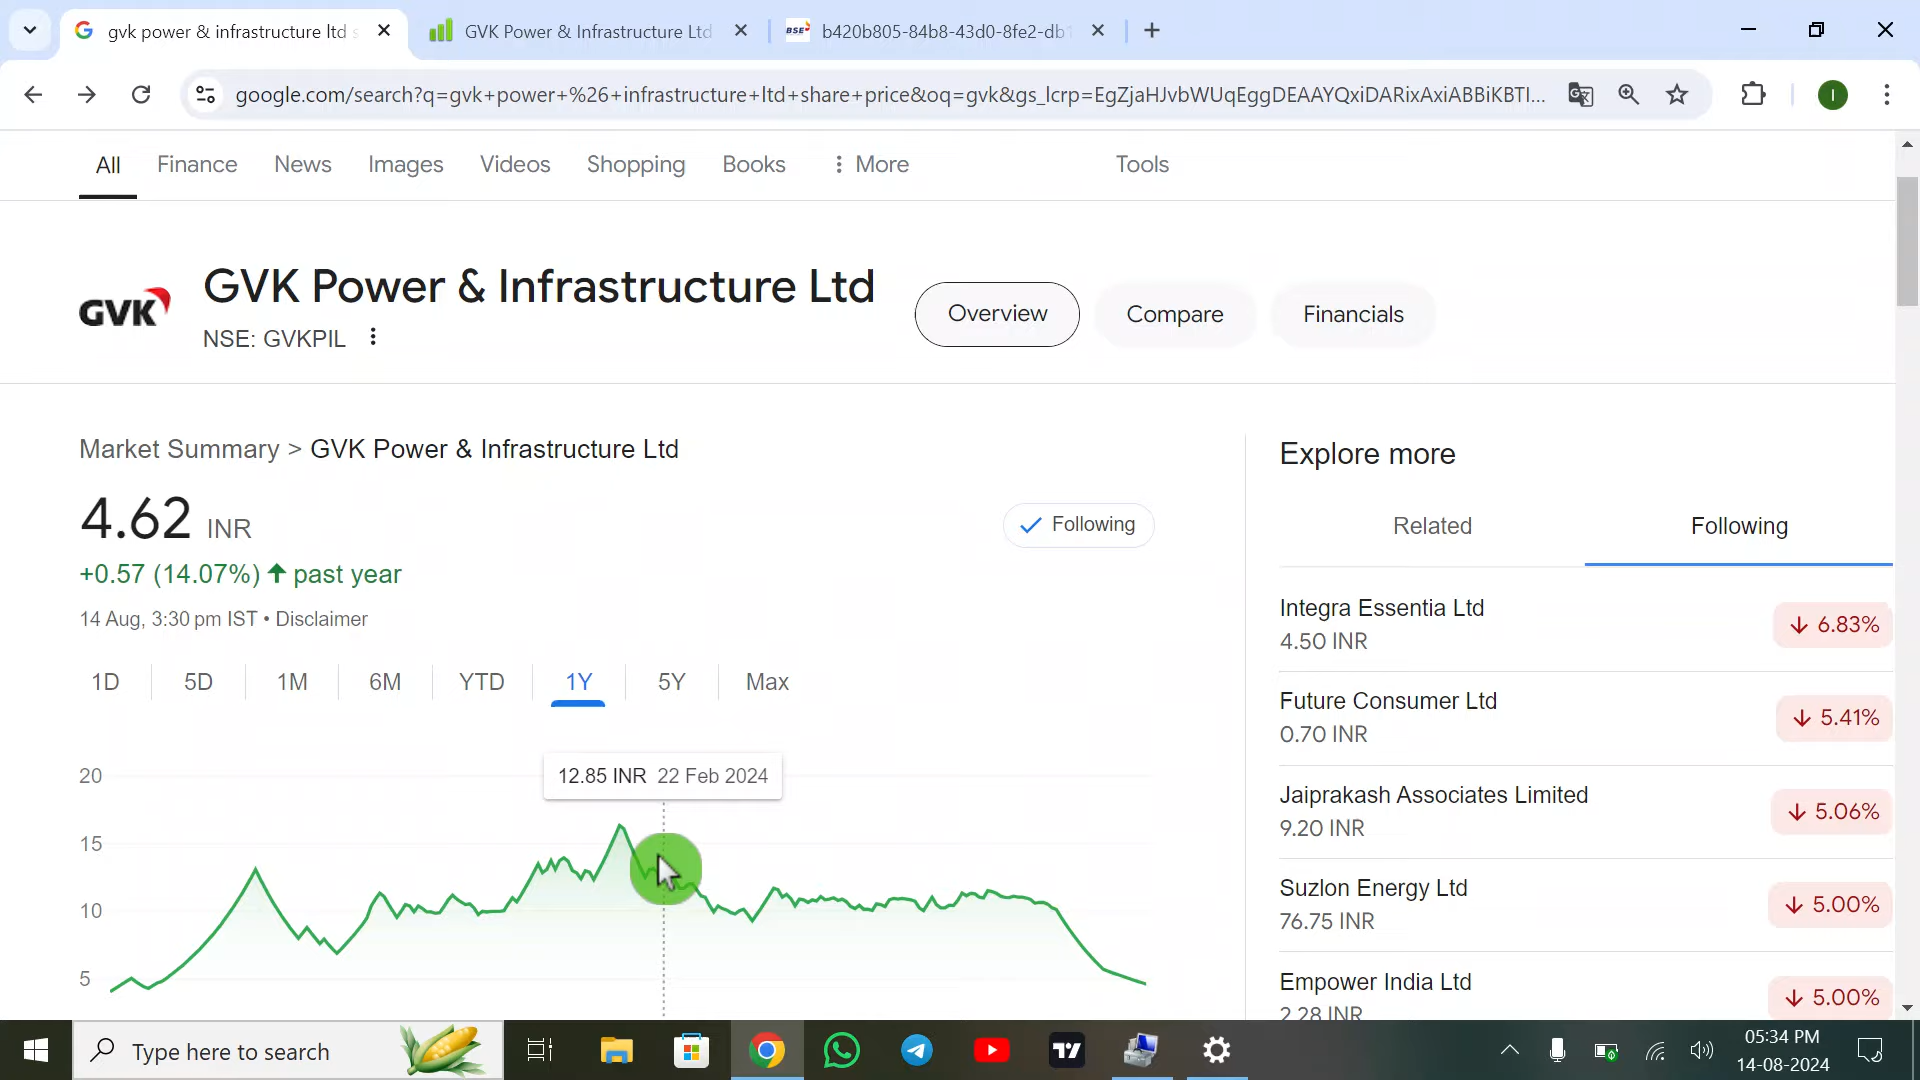 gvk power & infrastructure ltd s
GVK Power & Infrastructure Ltd
BSE
b420b805-84b8-43d0-8fe2-db1
google.com/search?q=gvk+power+%26+infrastructure+ltd+share+price&oq=gvk&gs_lcrp=EgZjaHJvbWUqEggDEAAYQxiDARixAxiABBiKBTI...
I
All
Finance
News
Images
Videos
Shopping
Books
More
Tools
GVK
GVK Power & Infrastructure Ltd
NSE: GVKPIL
Overview
Compare
Financials
Market Summary > GVK Power & Infrastructure Ltd
4.62 INR
Following
+0.57 (14.07%) past year
14 Aug, 3:30 pm IST • Disclaimer
1D
5D
1M
6M
YTD
1Y
5Y
Max
12.85 INR 22 Feb 2024
20
15
10
5
Explore more
Related
Following
Integra Essentia Ltd
4.50 INR
6.83%
Future Consumer Ltd
0.70 INR
5.41%
Jaiprakash Associates Limited
9.20 INR
5.06%
Suzlon Energy Ltd
76.75 INR
5.00%
Empower India Ltd
2.28 INR
5.00%
Type here to search
05:34 PM
14-08-2024